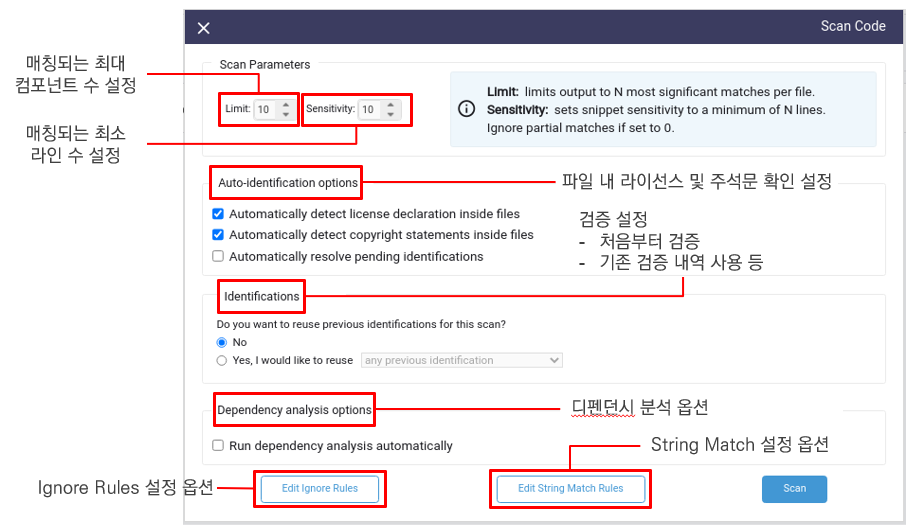 Scan Code
매칭되는 최대
컴포넌트 수 설정
매칭되는 최소
라인 수 설정
Scan Parameters
Limit: 10
Sensitivity: 10
Limit: limits output to N most significant matches per file.
Sensitivity: sets snippet sensitivity to a minimum of N lines.
Ignore partial matches if set to 0.
Auto-identification options
파일 내 라이선스 및 주석문 확인 설정
Automatically detect license declaration inside files
Automatically detect copyright statements inside files
Automatically resolve pending identifications
검증 설정
- 처음부터 검증
- 기존 검증 내역 사용 등
Identifications
Do you want to reuse previous identifications for this scan?
No
Yes, I would like to reuse any previous identification
Dependency analysis options
디펜던시 분석 옵션
Run dependency analysis automatically
String Match 설정 옵션
Ignore Rules 설정 옵션
Edit Ignore Rules
Edit String Match Rules
Scan